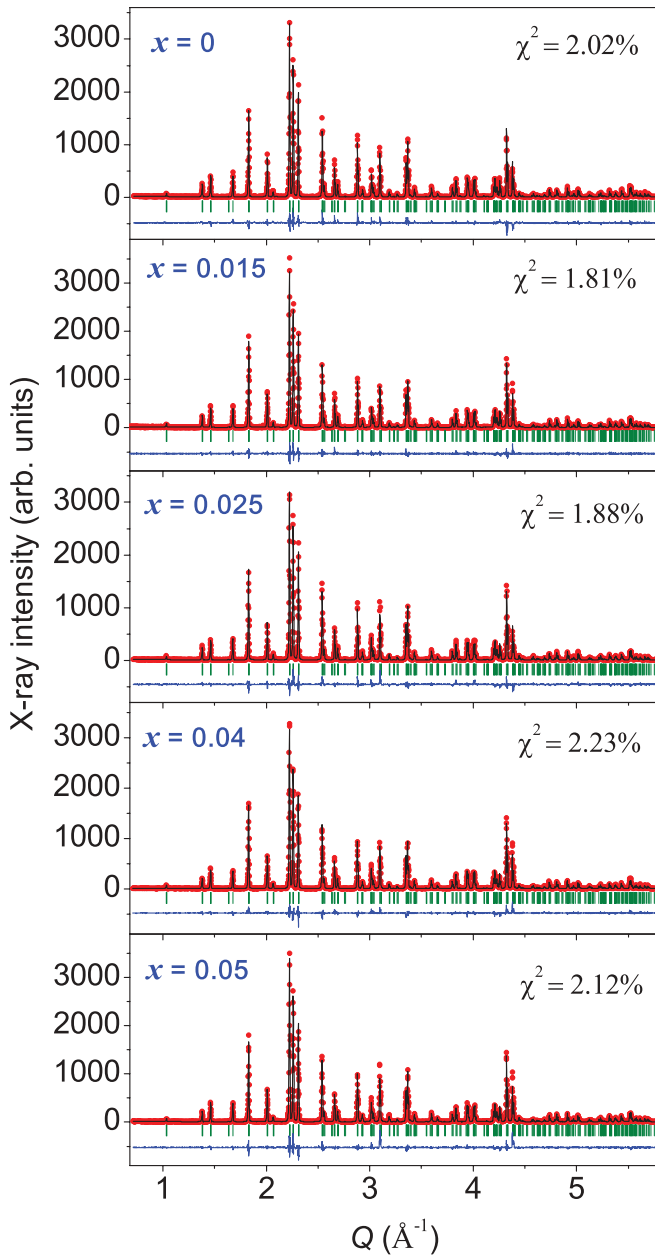 x = 0
χ² = 2.02%
3000
2000
1000
0
x = 0.015
χ² = 1.81%
3000
2000
1000
0
x = 0.025
χ² = 1.88%
3000
2000
1000
0
x = 0.04
χ² = 2.23%
3000
2000
1000
0
x = 0.05
χ² = 2.12%
3000
2000
1000
0
X-ray intensity (arb. units)
1 2 3 4 5
Q (Å⁻¹)